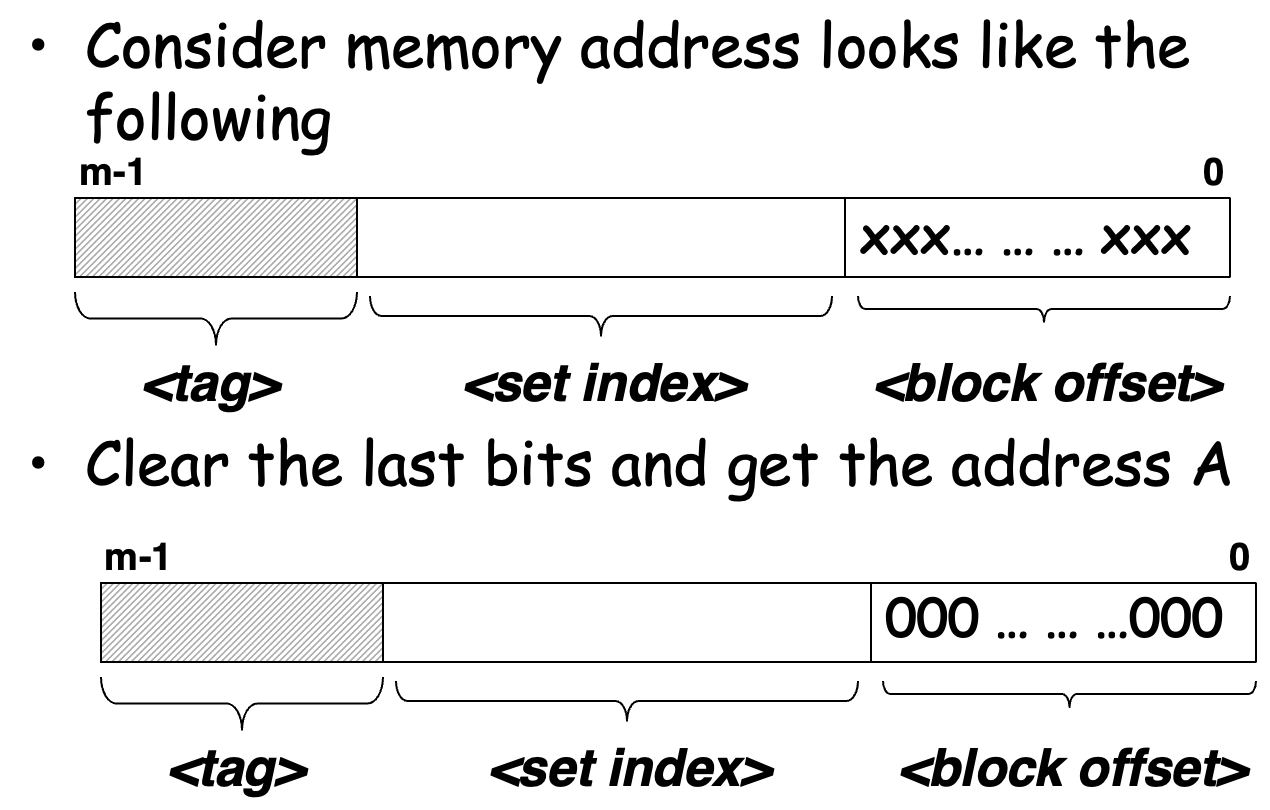 • Consider memory address looks like the
following
m-1 0
xxx... ... ... xxx
<tag> <set index> <block offset>
• Clear the last bits and get the address A
m-1 0
000 ... ... ...000
<tag> <set index> <block offset>